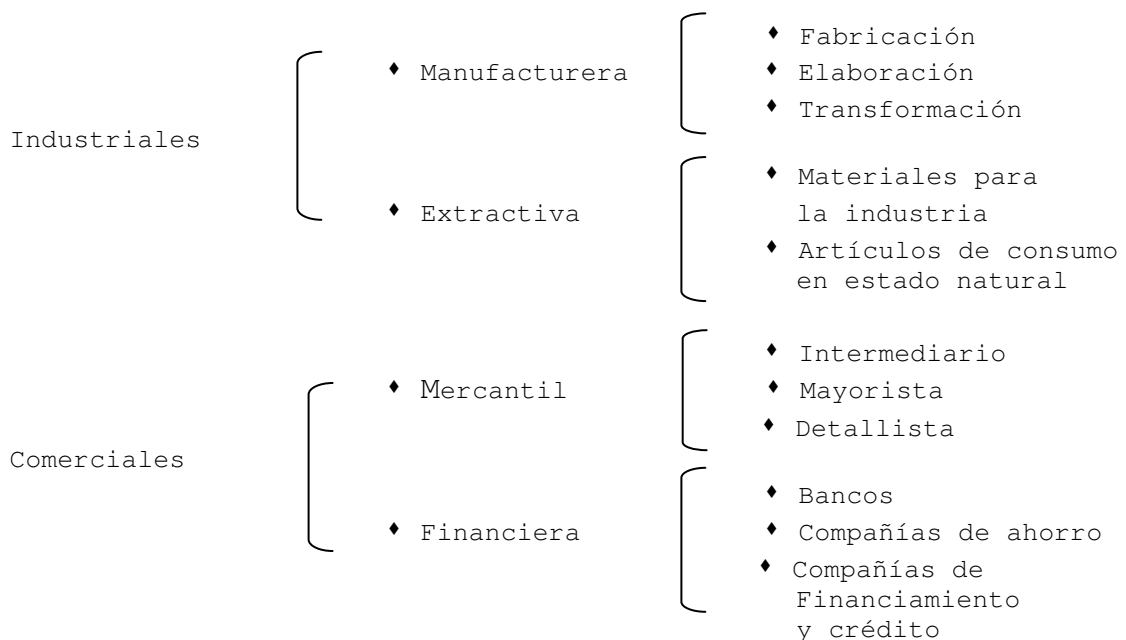 Industriales
♦ Manufacturera
♦ Fabricación
♦ Elaboración
♦ Transformación
♦ Extractiva
♦ Materiales para
la industria
♦ Artículos de consumo
en estado natural
Comerciales
♦ Mercantil
♦ Intermediario
♦ Mayorista
♦ Detallista
♦ Financiera
♦ Bancos
♦ Compañías de ahorro
♦ Compañías de
Financiamiento
y crédito